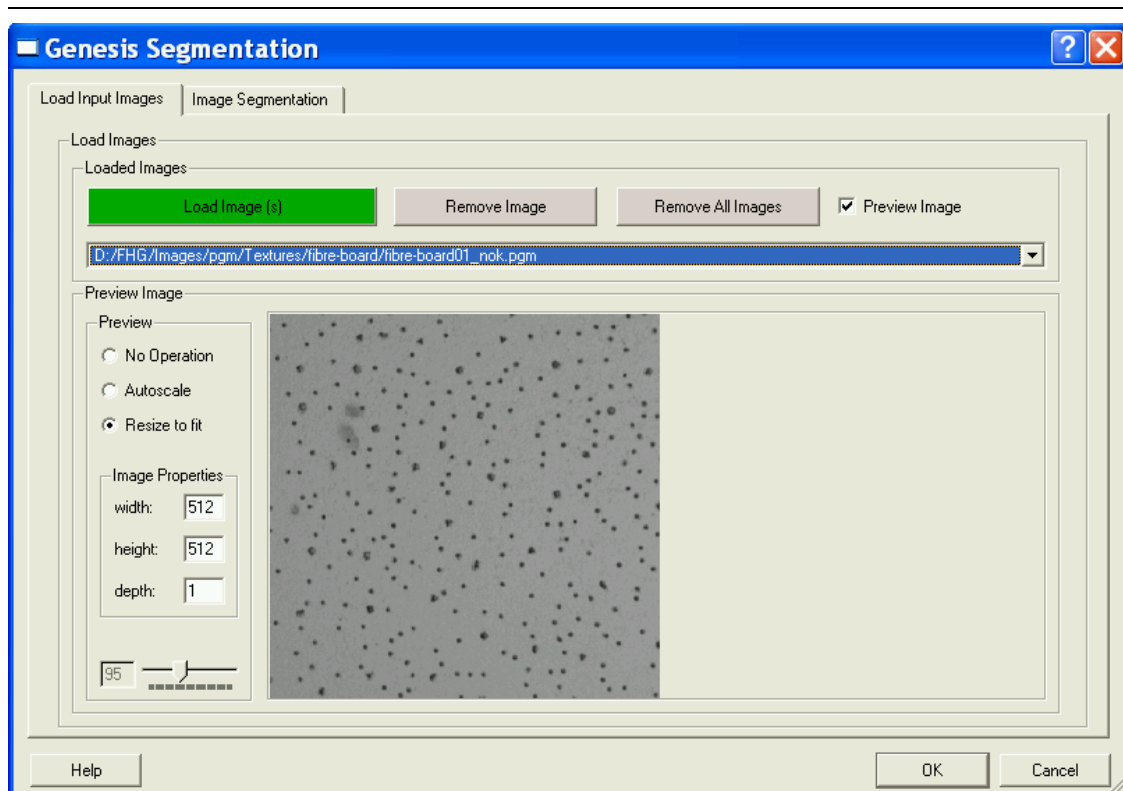 Genesis Segmentation
Load Input Images Image Segmentation
Load Images
Loaded Images
Load Image (s) Remove Image Remove All Images Preview Image
D:/FHG/Images/pgm/Textures/fibre-board/fibre-board01_nok.pgm
Preview Image
Preview
No Operation
Autoscale
Resize to fit
Image Properties
width: 512
height: 512
depth: 1
95
Help OK Cancel